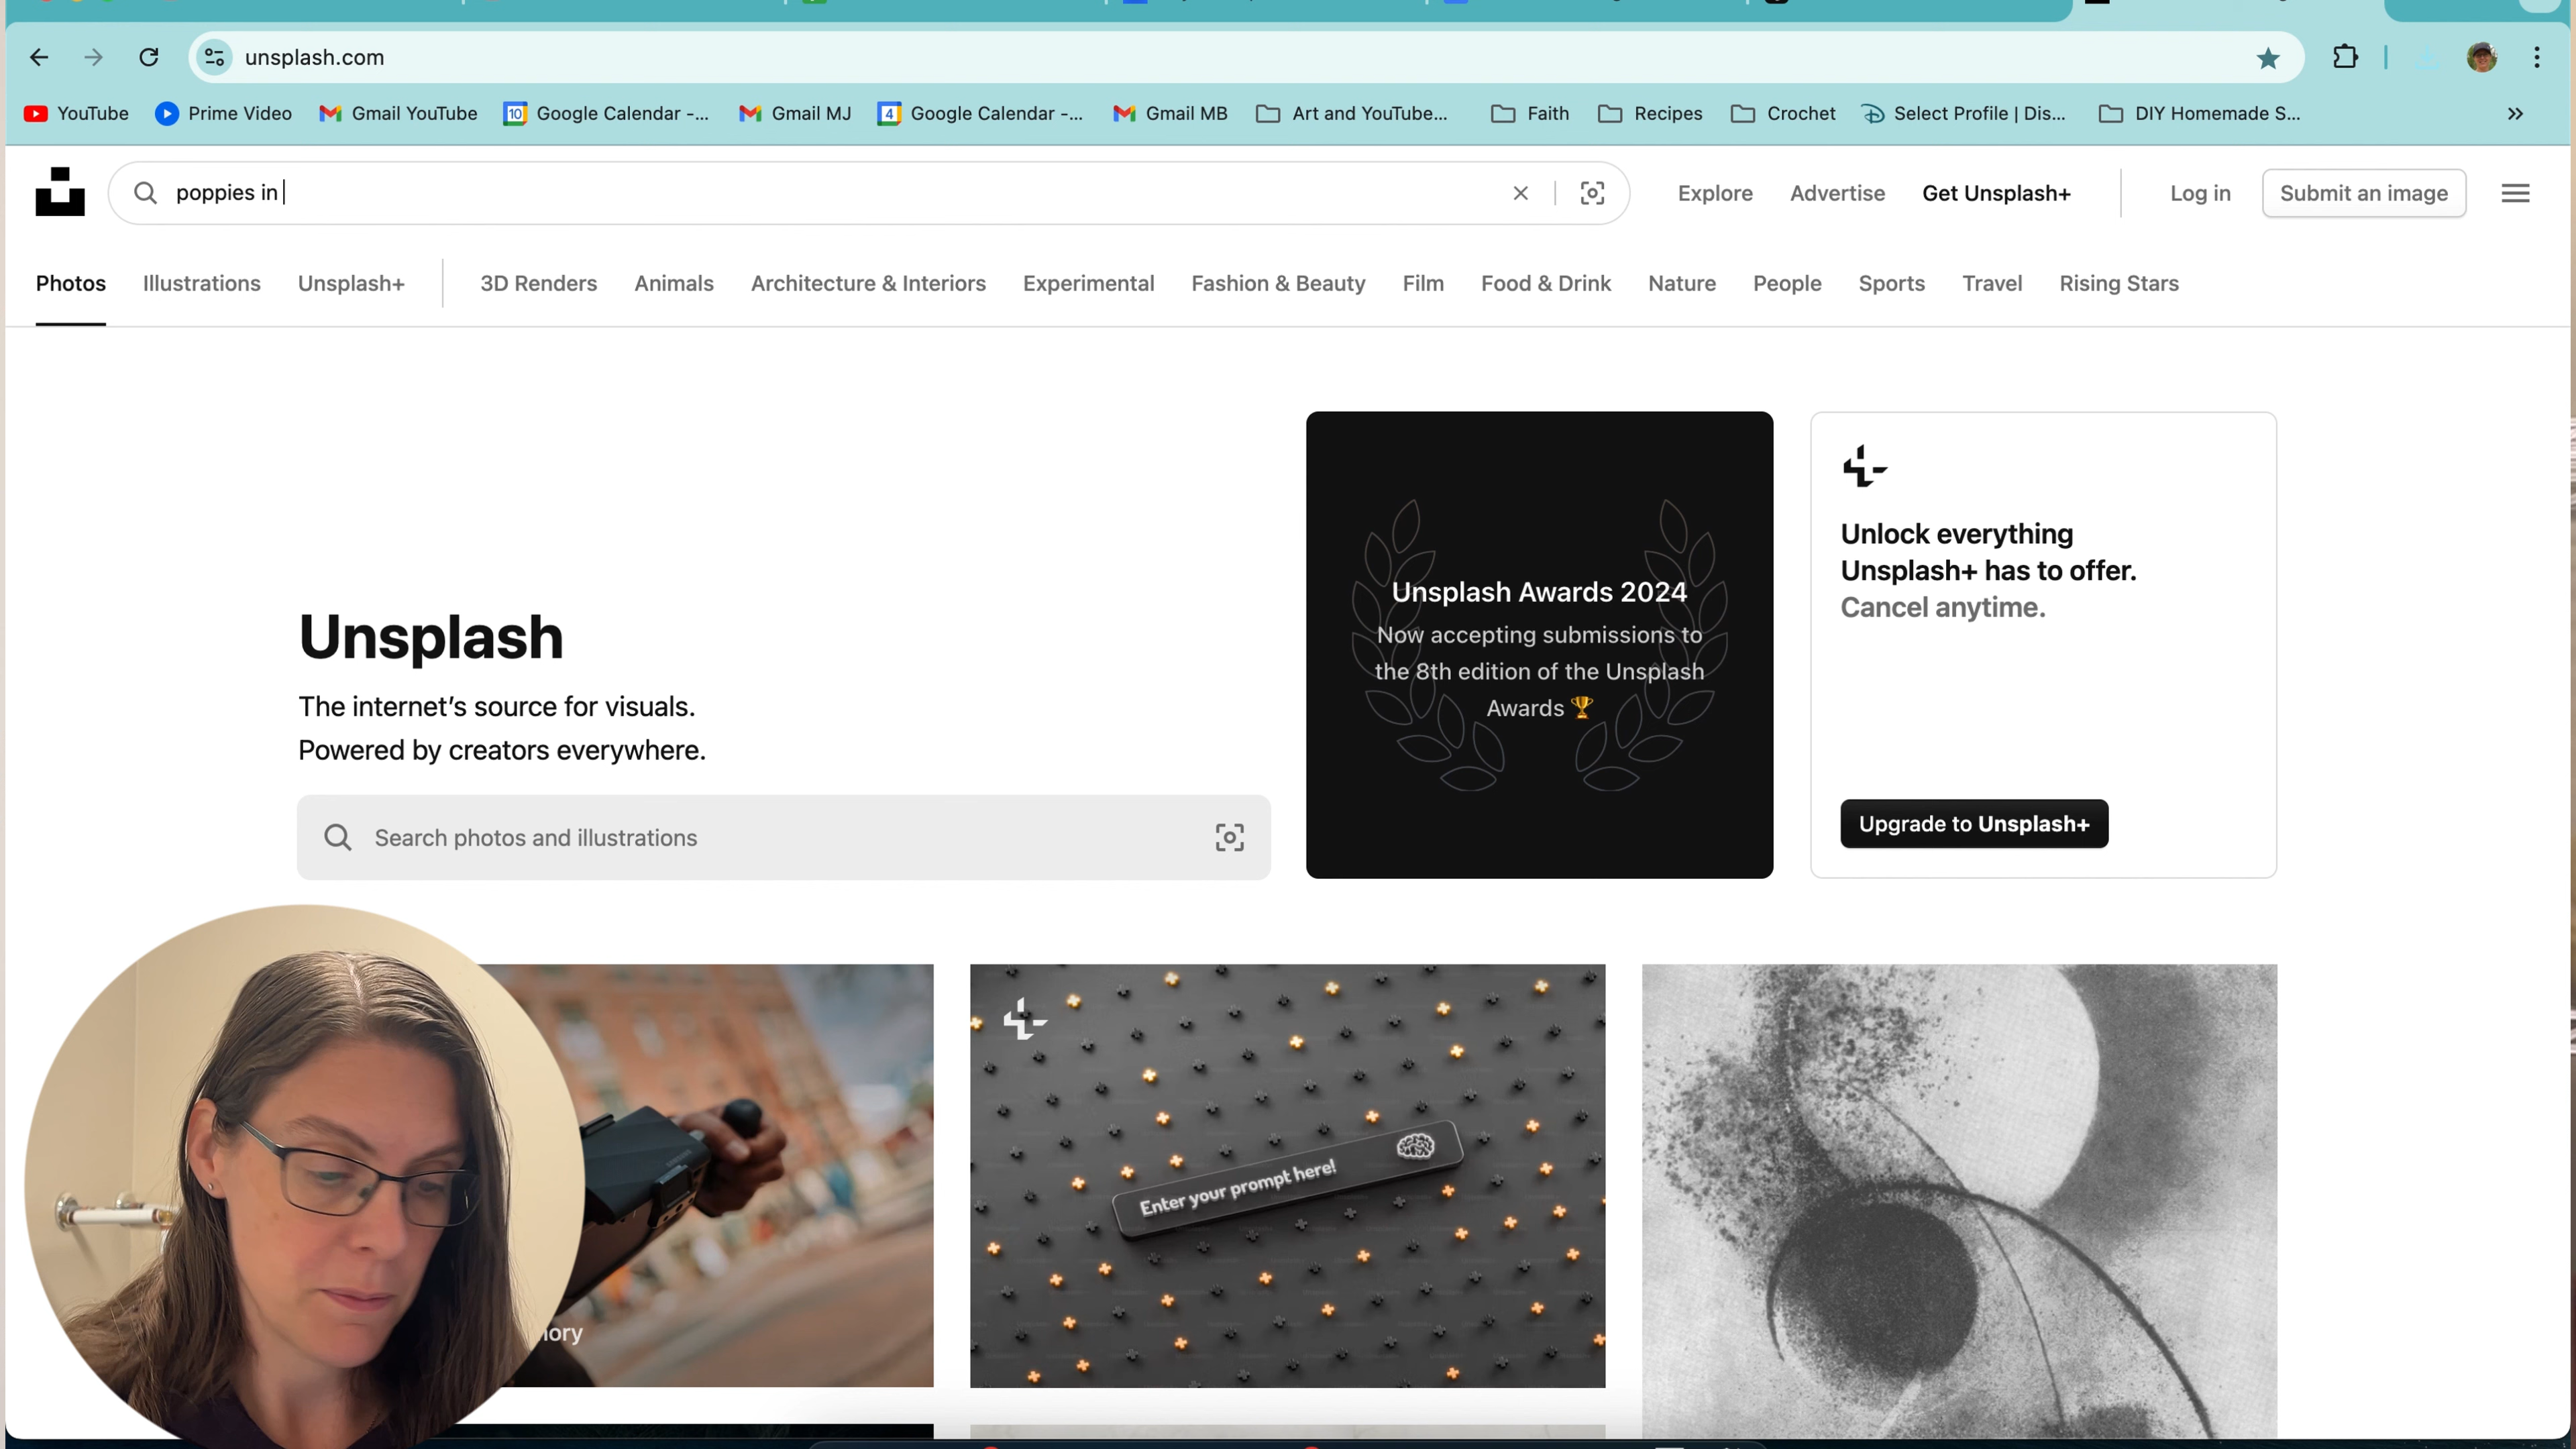 unsplash.com
YouTube Prime Video Gmail YouTube Google Calendar -... Gmail MJ Google Calendar -... Gmail MB Art and YouTube... Faith Recipes Crochet Select Profile | Dis... DIY Homemade S...
poppies in
Explore Advertise Get Unsplash+ Log in Submit an image
Photos Illustrations Unsplash+ 3D Renders Animals Architecture & Interiors Experimental Fashion & Beauty Film Food & Drink Nature People Sports Travel Rising Stars
Unsplash
The internet’s source for visuals.
Powered by creators everywhere.
Search photos and illustrations
Unsplash Awards 2024
Now accepting submissions to
the 8th edition of the Unsplash
Awards 🏆
Unlock everything
Unsplash+ has to offer.
Cancel anytime.
Upgrade to Unsplash+
Enter your prompt here!